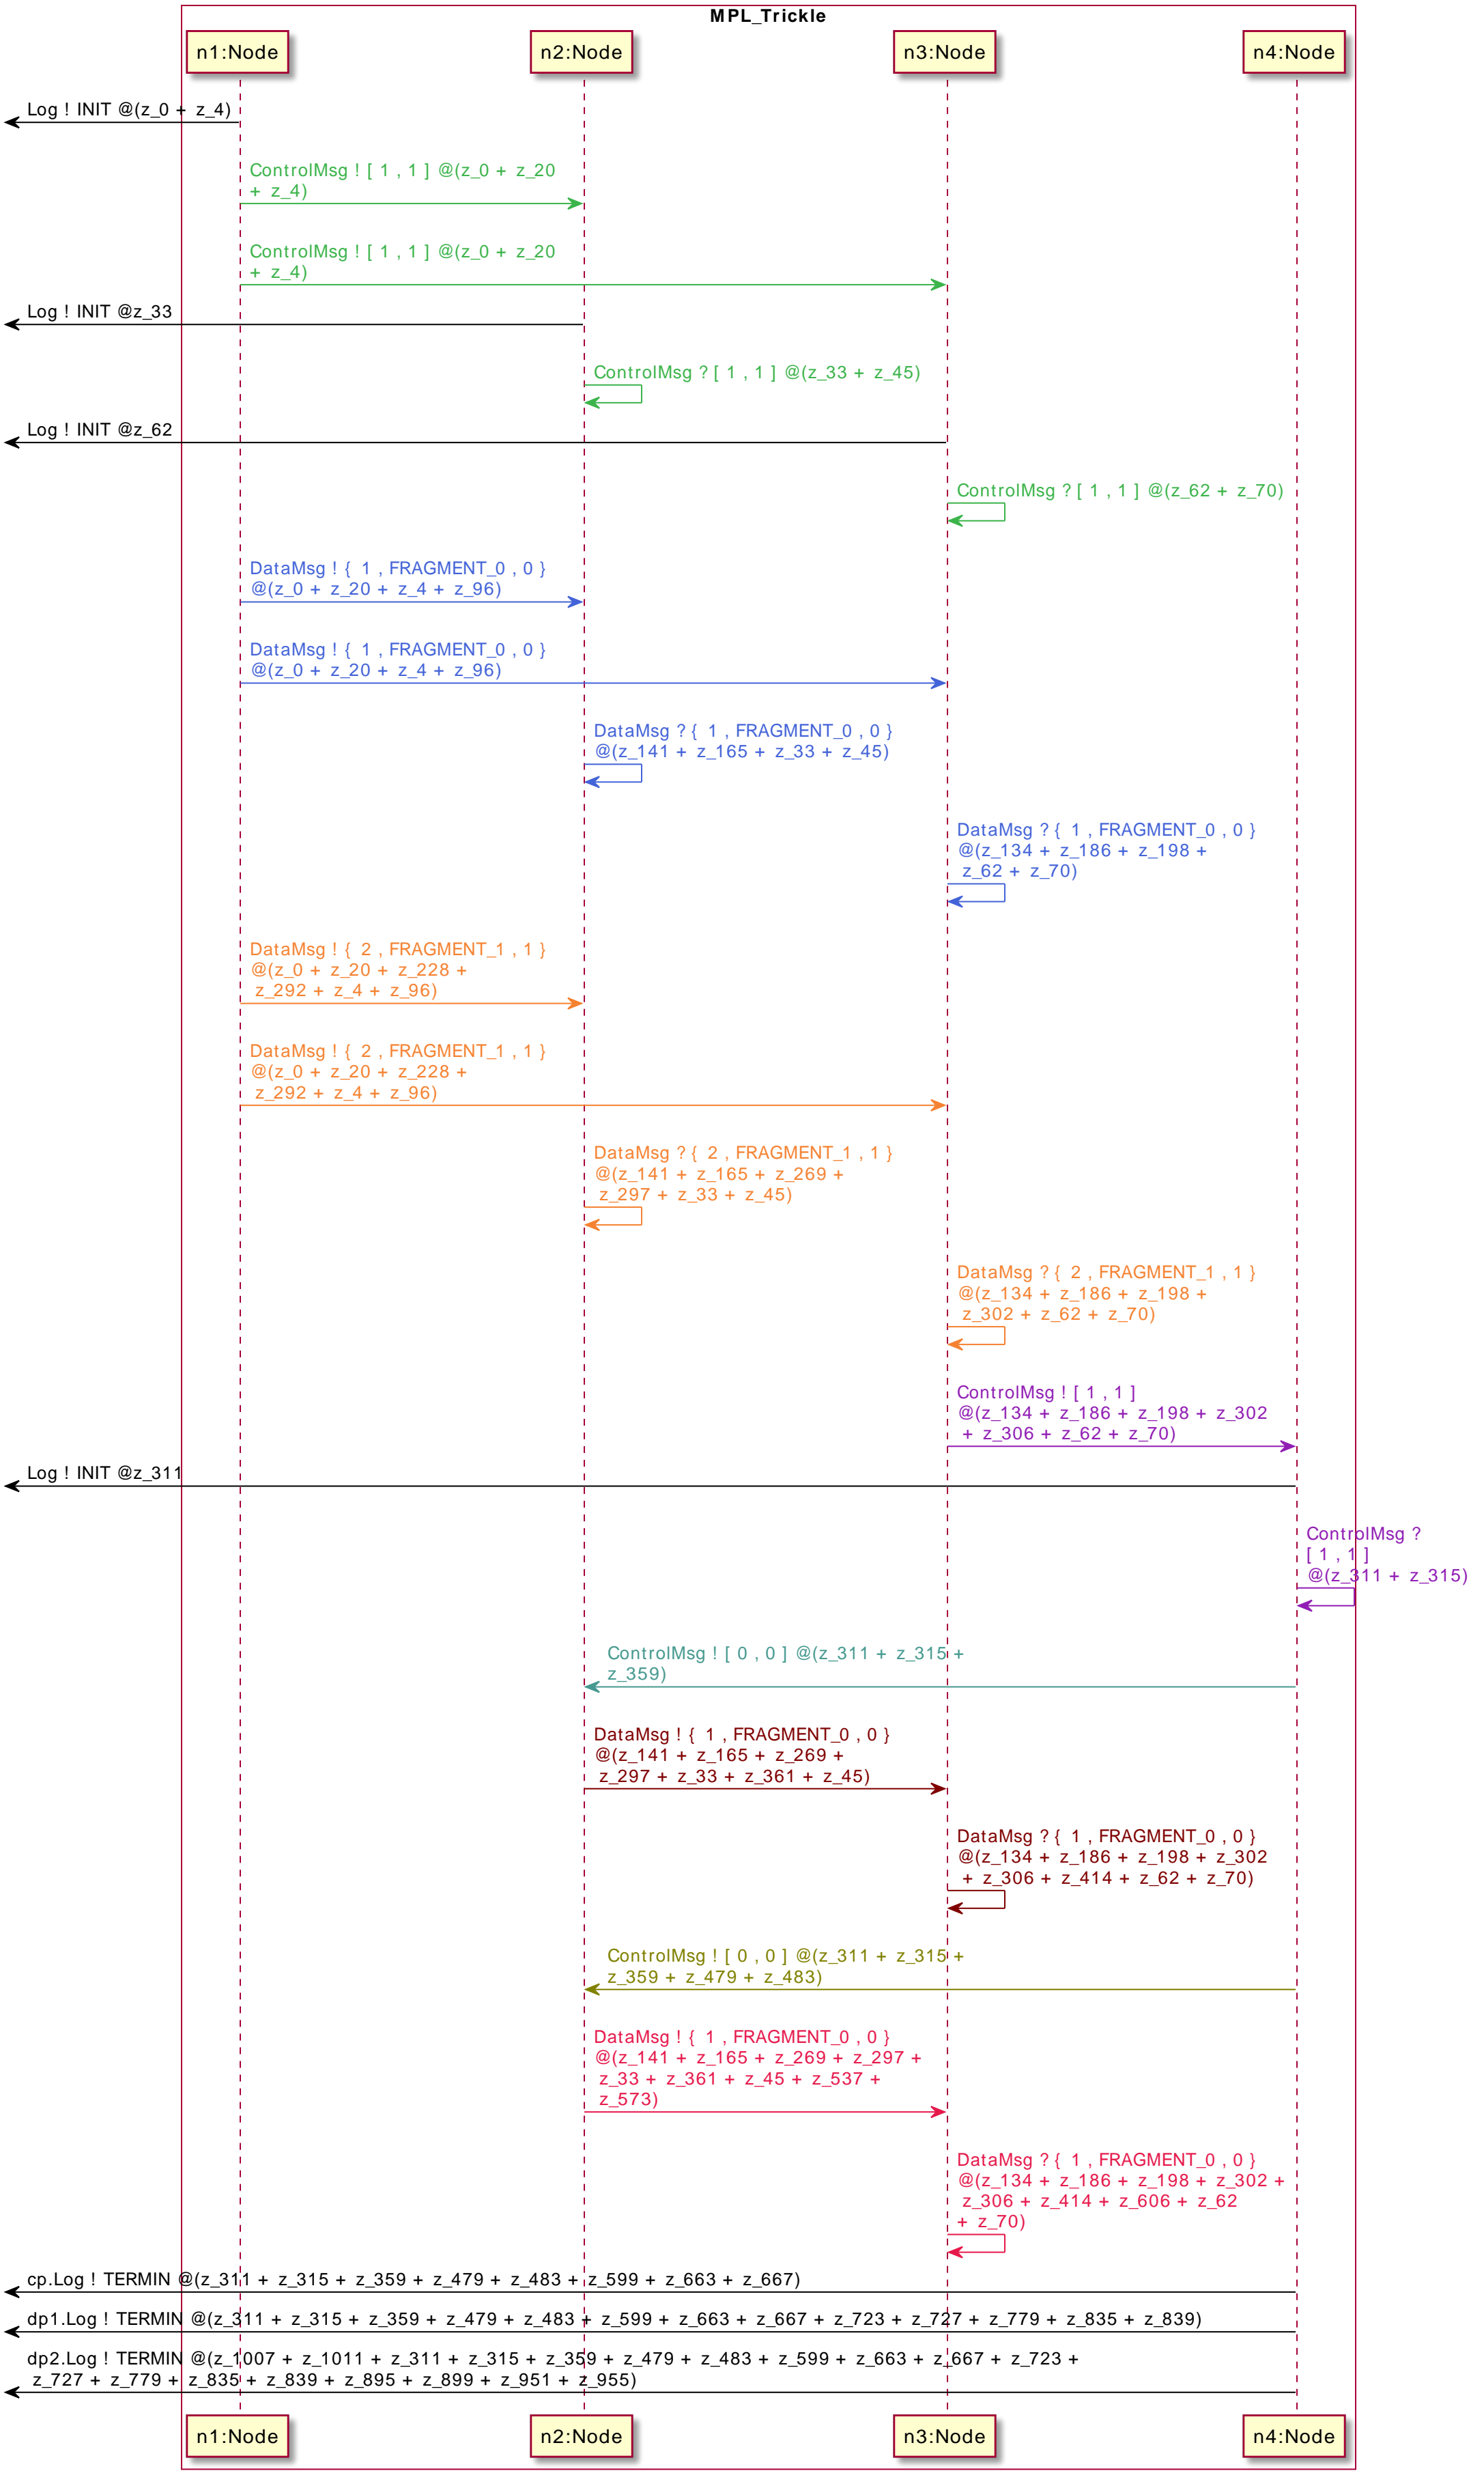 MPL_Trickle
n1:Node
n2:Node
n3:Node
n4:Node
Log ! INIT @(z_0 + z_4)
ControlMsg ! [ 1 , 1 ] @(z_0 + z_20
+ z_4)
ControlMsg ! [ 1 , 1 ] @(z_0 + z_20
+ z_4)
Log ! INIT @z_33
ControlMsg ? [ 1 , 1 ] @(z_33 + z_45)
Log ! INIT @z_62
ControlMsg ? [ 1 , 1 ] @(z_62 + z_70)
DataMsg ! { 1 , FRAGMENT_0 , 0 }
@(z_0 + z_20 + z_4 + z_96)
DataMsg ! { 1 , FRAGMENT_0 , 0 }
@(z_0 + z_20 + z_4 + z_96)
DataMsg ? { 1 , FRAGMENT_0 , 0 }
@(z_141 + z_165 + z_33 + z_45)
DataMsg ? { 1 , FRAGMENT_0 , 0 }
@(z_134 + z_186 + z_198 +
z_62 + z_70)
DataMsg ! { 2 , FRAGMENT_1 , 1 }
@(z_0 + z_20 + z_228 +
z_292 + z_4 + z_96)
DataMsg ! { 2 , FRAGMENT_1 , 1 }
@(z_0 + z_20 + z_228 +
z_292 + z_4 + z_96)
DataMsg ? { 2 , FRAGMENT_1 , 1 }
@(z_141 + z_165 + z_269 +
z_297 + z_33 + z_45)
DataMsg ? { 2 , FRAGMENT_1 , 1 }
@(z_134 + z_186 + z_198 +
z_302 + z_62 + z_70)
ControlMsg ! [ 1 , 1 ]
@(z_134 + z_186 + z_198 + z_302
+ z_306 + z_62 + z_70)
Log ! INIT @z_311
ControlMsg ?
[ 1 , 1 ]
@(z_311 + z_315)
ControlMsg ! [ 0 , 0 ] @(z_311 + z_315 +
z_359)
DataMsg ! { 1 , FRAGMENT_0 , 0 }
@(z_141 + z_165 + z_269 +
z_297 + z_33 + z_361 + z_45)
DataMsg ? { 1 , FRAGMENT_0 , 0 }
@(z_134 + z_186 + z_198 + z_302
+ z_306 + z_414 + z_62 + z_70)
ControlMsg ! [ 0 , 0 ] @(z_311 + z_315 +
z_359 + z_479 + z_483)
DataMsg ! { 1 , FRAGMENT_0 , 0 }
@(z_141 + z_165 + z_269 + z_297 +
z_33 + z_361 + z_45 + z_537 +
z_573)
DataMsg ? { 1 , FRAGMENT_0 , 0 }
@(z_134 + z_186 + z_198 + z_302 +
z_306 + z_414 + z_606 + z_62
+ z_70)
cp.Log ! TERMIN @(z_311 + z_315 + z_359 + z_479 + z_483 + z_599 + z_663 + z_667)
dp1.Log ! TERMIN @(z_311 + z_315 + z_359 + z_479 + z_483 + z_599 + z_663 + z_667 + z_723 + z_727 + z_779 + z_835 + z_839)
dp2.Log ! TERMIN @(z_1007 + z_1011 + z_311 + z_315 + z_359 + z_479 + z_483 + z_599 + z_663 + z_667 + z_723 +
z_727 + z_779 + z_835 + z_839 + z_895 + z_899 + z_951 + z_955)
n1:Node
n2:Node
n3:Node
n4:Node